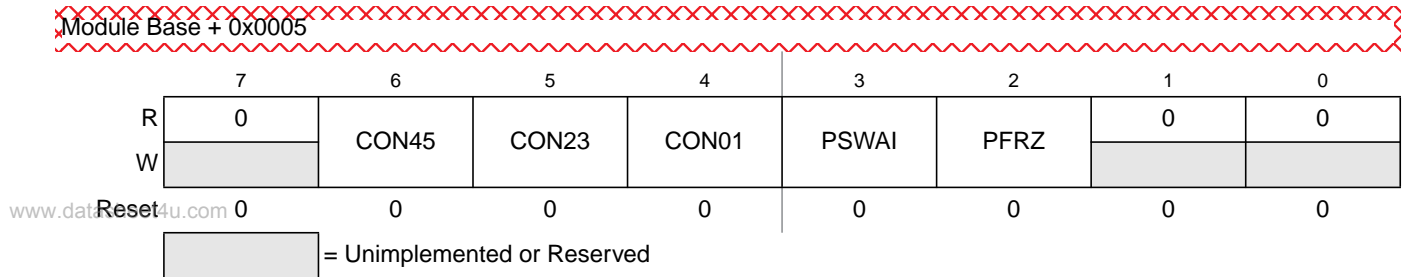 Module Base + 0x0005
7 6 5 4 3 2 1 0
R 0 CON45 CON23 CON01 PSWAI PFRZ 0 0
W
Reset 0 0 0 0 0 0 0 0
www.datasheet4u.com
= Unimplemented or Reserved